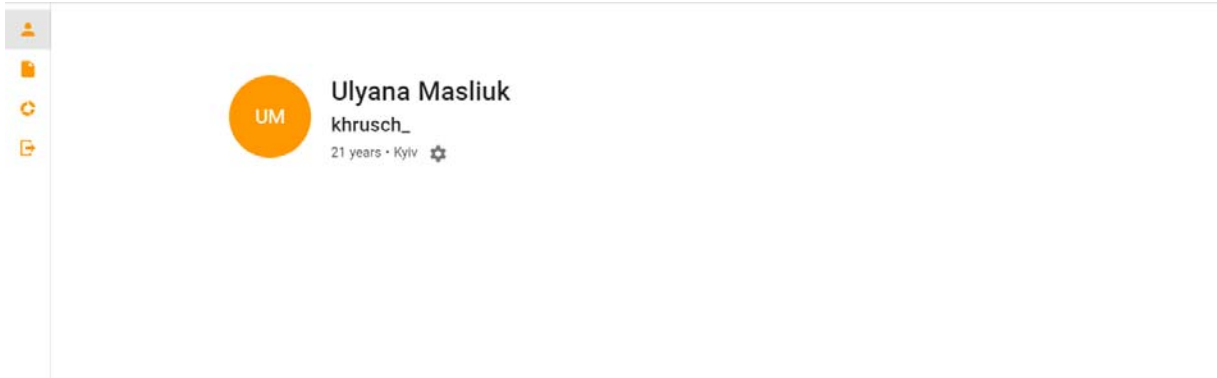 UM
Ulyana Masliuk
khrusch_
21 years • Kyiv